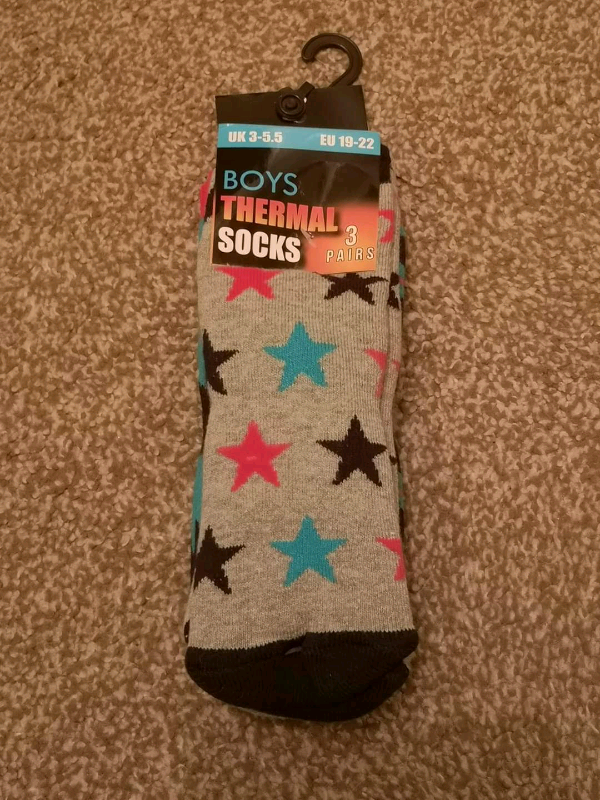 UK 3-5.5 EU 19-22
BOYS
THERMAL
SOCKS
3
PAIRS